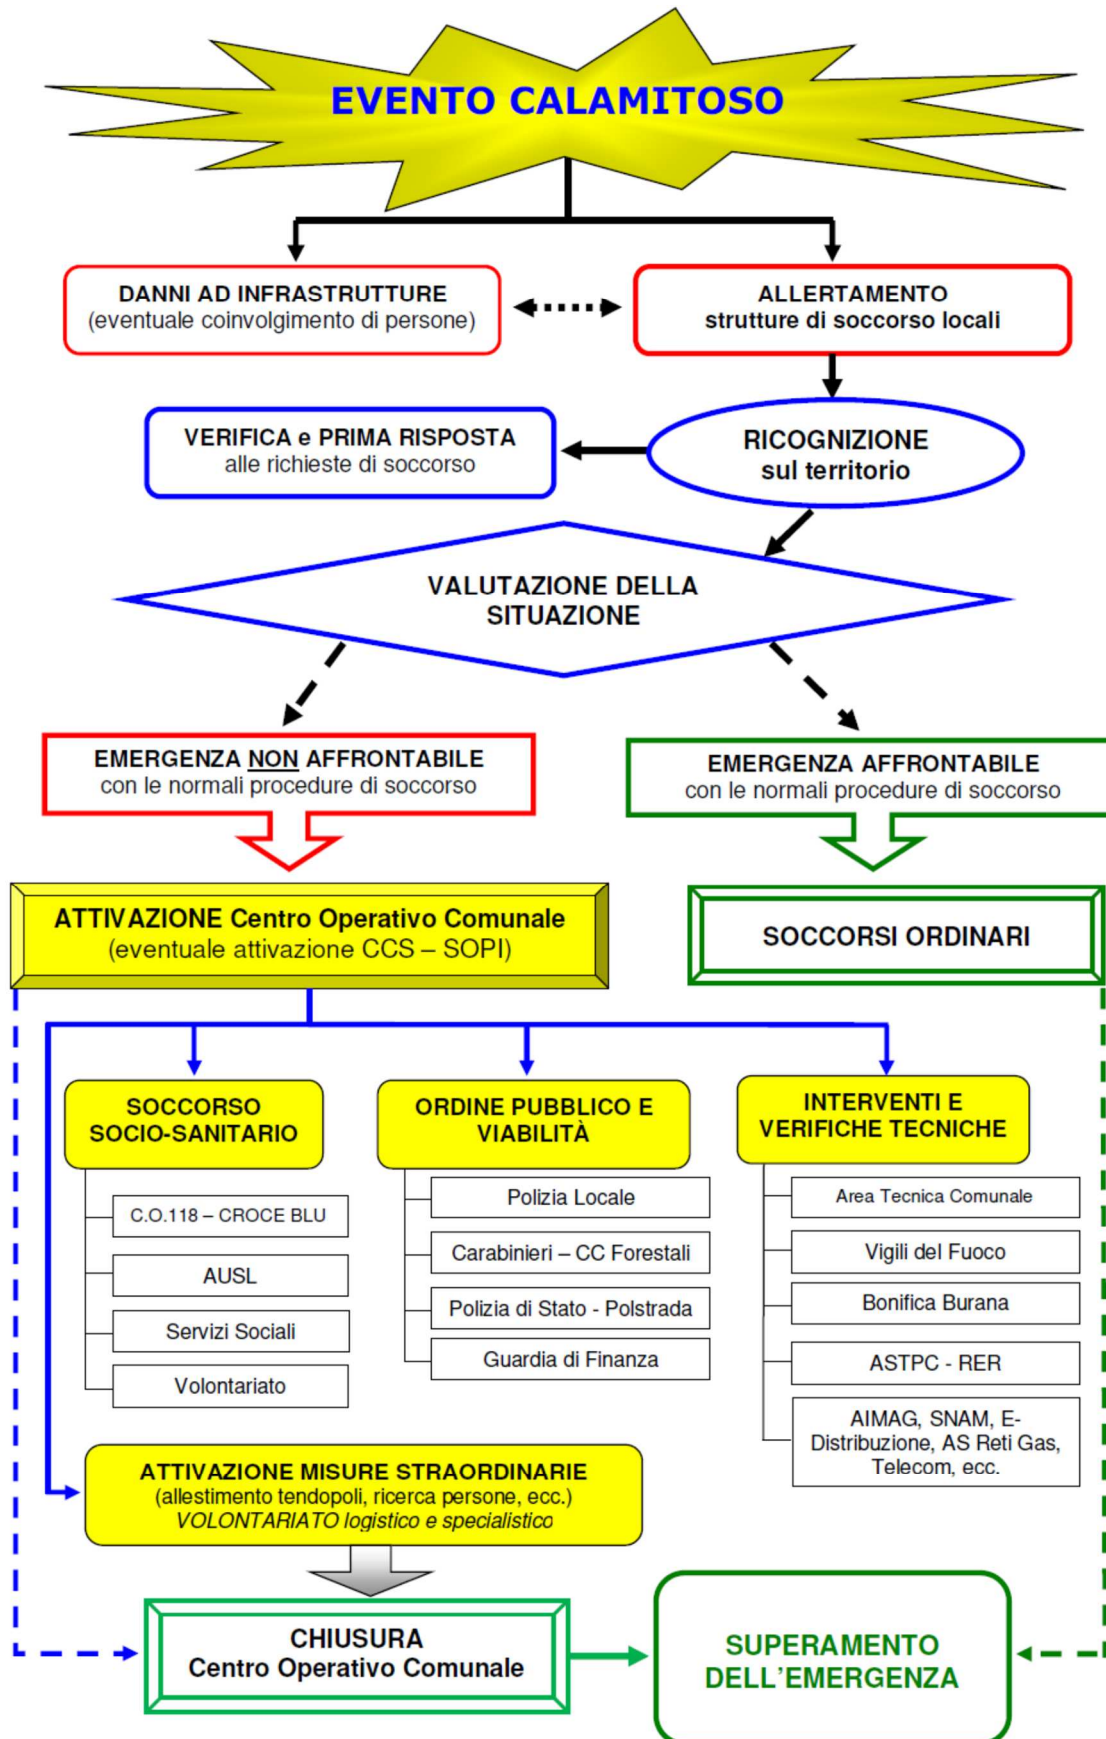 EVENTO CALAMITOSO
DANNI AD INFRASTRUTTURE
(eventuale coinvolgimento di persone)
ALLERTAMENTO
strutture di soccorso locali
VERIFICA e PRIMA RISPOSTA
alle richieste di soccorso
RICOGNIZIONE
sul territorio
VALUTAZIONE DELLA
SITUAZIONE
EMERGENZA NON AFFRONTABILE
con le normali procedure di soccorso
EMERGENZA AFFRONTABILE
con le normali procedure di soccorso
ATTIVAZIONE Centro Operativo Comunale
(eventuale attivazione CCS – SOPI)
SOCCORSI ORDINARI
SOCCORSO
SOCIO-SANITARIO
C.O.118 – CROCE BLU
AUSL
Servizi Sociali
Volontariato
ORDINE PUBBLICO E
VIABILITÀ
Polizia Locale
Carabinieri – CC Forestali
Polizia di Stato - Polstrada
Guardia di Finanza
INTERVENTI E
VERIFICHE TECNICHE
Area Tecnica Comunale
Vigili del Fuoco
Bonifica Burana
ASTPC - RER
AIMAG, SNAM, E-
Distribuzione, AS Reti Gas,
Telecom, ecc.
ATTIVAZIONE MISURE STRAORDINARIE
(allestimento tendopoli, ricerca persone, ecc.)
VOLONTARIATO logistico e specialistico
CHIUSURA
Centro Operativo Comunale
SUPERAMENTO
DELL'EMERGENZA